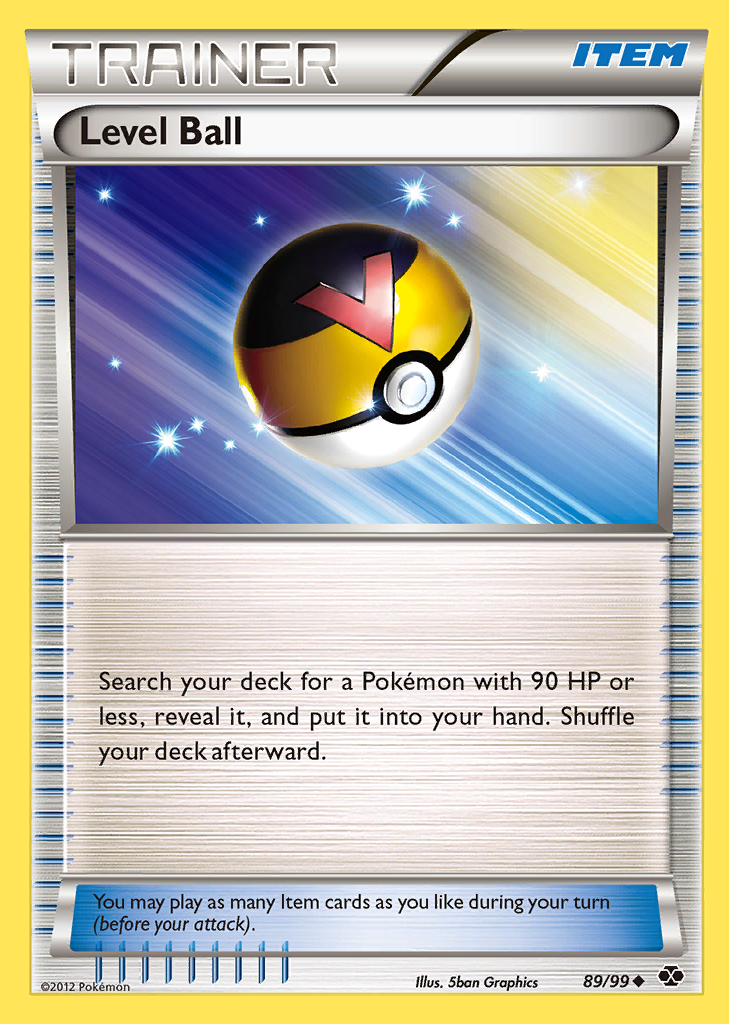 TRAINER
ITEM
Level Ball
Search your deck for a Pokémon with 90 HP or
less, reveal it, and put it into your hand. Shuffle
your deck afterward.
You may play as many Item cards as you like during your turn
(before your attack).
©2012 Pokémon
Illus. 5ban Graphics
89/99